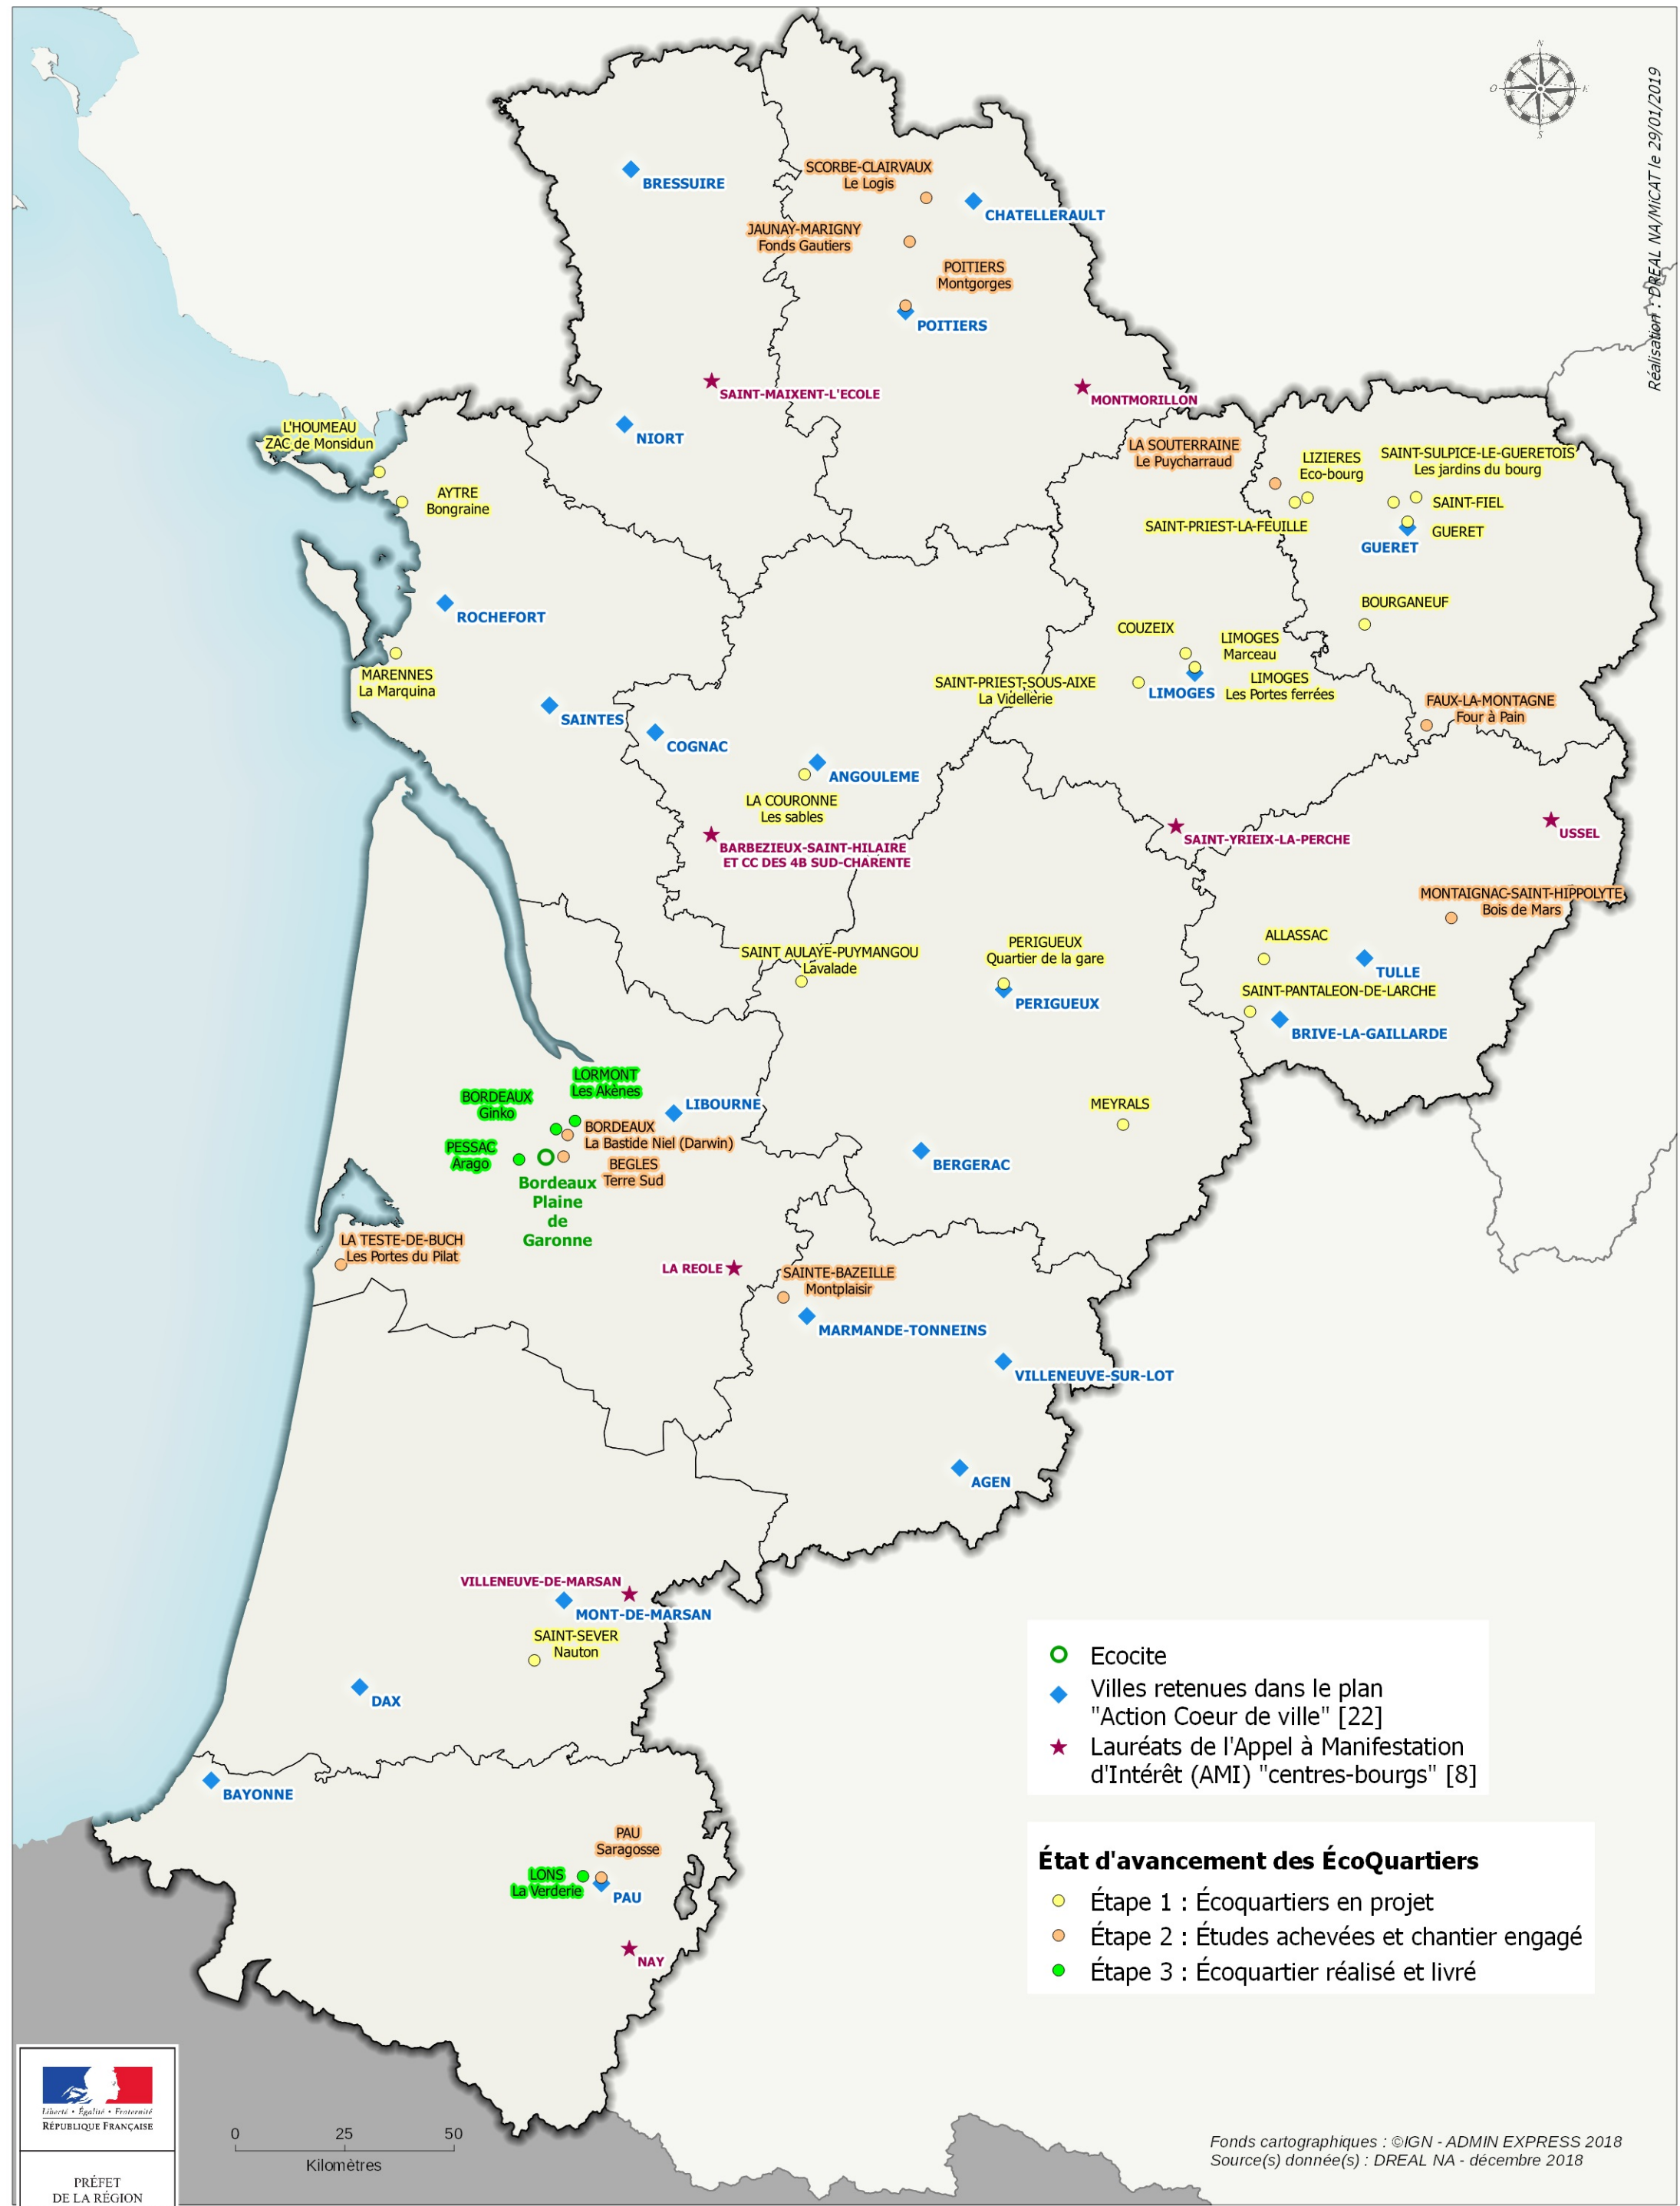 N
O
E
S
Réalisation : DREAL NA/MiCAT le 29/01/2019
BRESSUIRE
SCORBE-CLAIRVAUX
Le Logis
CHATELLERAULT
JAUNAY-MARIGNY
Fonds Gautiers
POITIERS
Montgorges
POITIERS
SAINT-MAIXENT-L'ECOLE
MONTMORILLON
NIORT
L'HOUMEAU
ZAC de Monsidun
LA SOUTERRAINE
Le Puycharraud
LIZIERES
Eco-bourg
SAINT-SULPICE-LE-GUERETOIS
Les jardins du bourg
AYTRE
Bongraine
SAINT-FIEL
SAINT-PRIEST-LA-FEUILLE
GUERET
GUERET
BOURGANEUF
ROCHEFORT
COUZEIX
LIMOGES
Marceau
MARENNES
La Marquina
SAINT-PRIEST-SOUS-AIXE
La Videllerie
LIMOGES
LIMOGES
Les Portes ferrées
FAUX-LA-MONTAGNE
Four à Pain
SAINTES
COGNAC
ANGOULEME
LA COURONNE
Les sables
BARBEZIEUX-SAINT-HILAIRE
ET CC DES 4B SUD-CHARENTE
SAINT-YRIEIX-LA-PERCHE
USSEL
MONTAIGNAC-SAINT-HIPPOLYTE
Bois de Mars
ALLASSAC
SAINT AULAYE-PUYMANGOU
Lavalade
PERIGUEUX
Quartier de la gare
TULLE
SAINT-PANTALEON-DE-LARCHE
PERIGUEUX
BRIVE-LA-GAILLARDE
LORMONT
Les Akènes
BORDEAUX
Ginko
LIBOURNE
MEYRALS
BORDEAUX
La Bastide Niel (Darwin)
PESSAC
Arago
BEGLES
Terre Sud
BERGERAC
Bordeaux
Plaine
de
Garonne
LA TESTE-DE-BUCH
Les Portes du Pilat
LA REOLE
SAINTE-BAZEILLE
Montplaisir
MARMANDE-TONNEINS
VILLENEUVE-SUR-LOT
AGEN
VILLENEUVE-DE-MARSAN
MONT-DE-MARSAN
SAINT-SEVER
Nauton
DAX
BAYONNE
PAU
Saragosse
LONS
La Verderie
PAU
NAY
Ecocite
Villes retenues dans le plan
"Action Coeur de ville" [22]
Lauréats de l'Appel à Manifestation
d'Intérêt (AMI) "centres-bourgs" [8]
État d'avancement des ÉcoQuartiers
Étape 1 : Écoquartiers en projet
Étape 2 : Études achevées et chantier engagé
Étape 3 : Écoquartier réalisé et livré
Liberté • Égalité • Fraternité
RÉPUBLIQUE FRANÇAISE
PRÉFET
DE LA RÉGION
0 25 50
Kilomètres
Fonds cartographiques : ©IGN - ADMIN EXPRESS 2018
Source(s) donnée(s) : DREAL NA - décembre 2018